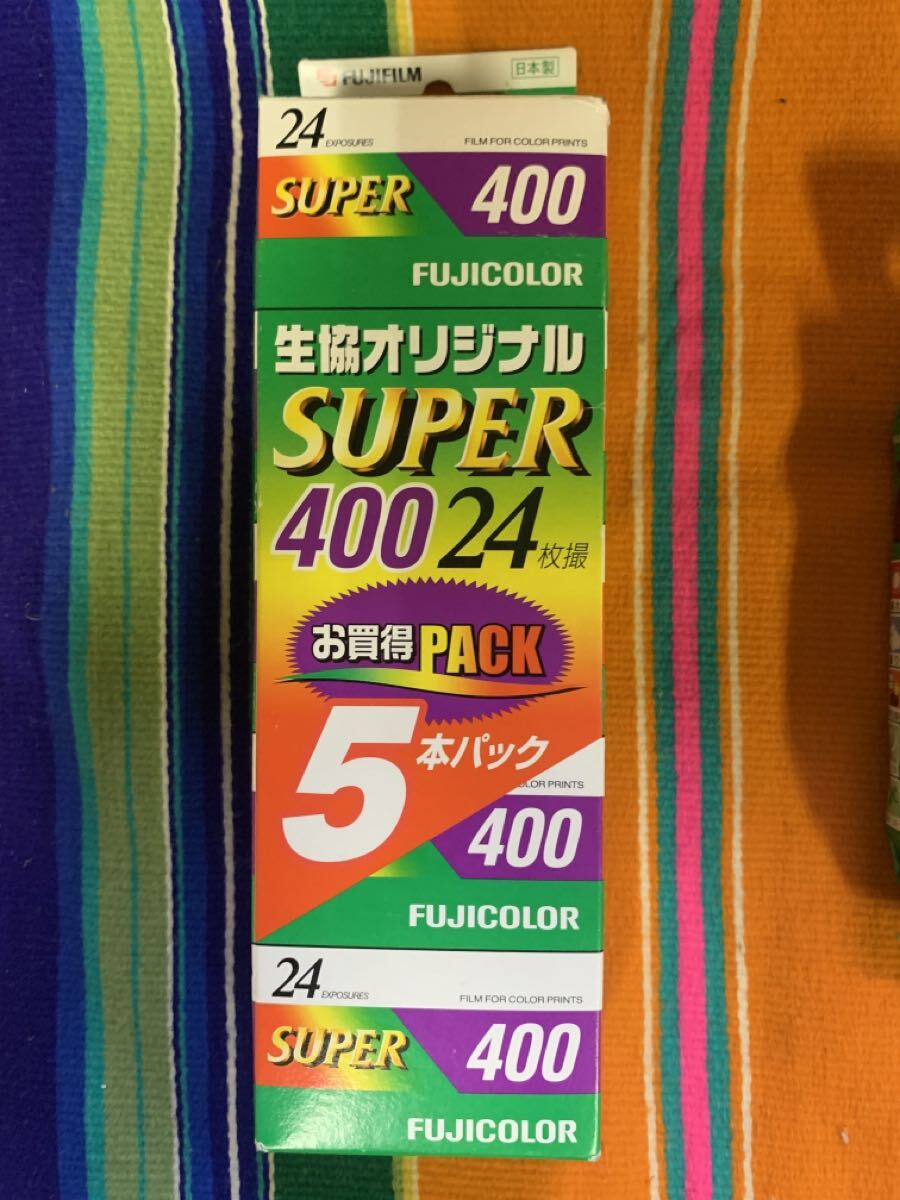 FUJIFILM 日本製
24 EXPOSURES FILM FOR COLOR PRINTS
SUPER 400
FUJICOLOR
生協オリジナル
SUPER
400 24枚撮
お買得 PACK
5本パック
COLOR PRINTS
400
FUJICOLOR
24 EXPOSURES FILM FOR COLOR PRINTS
SUPER 400
FUJICOLOR